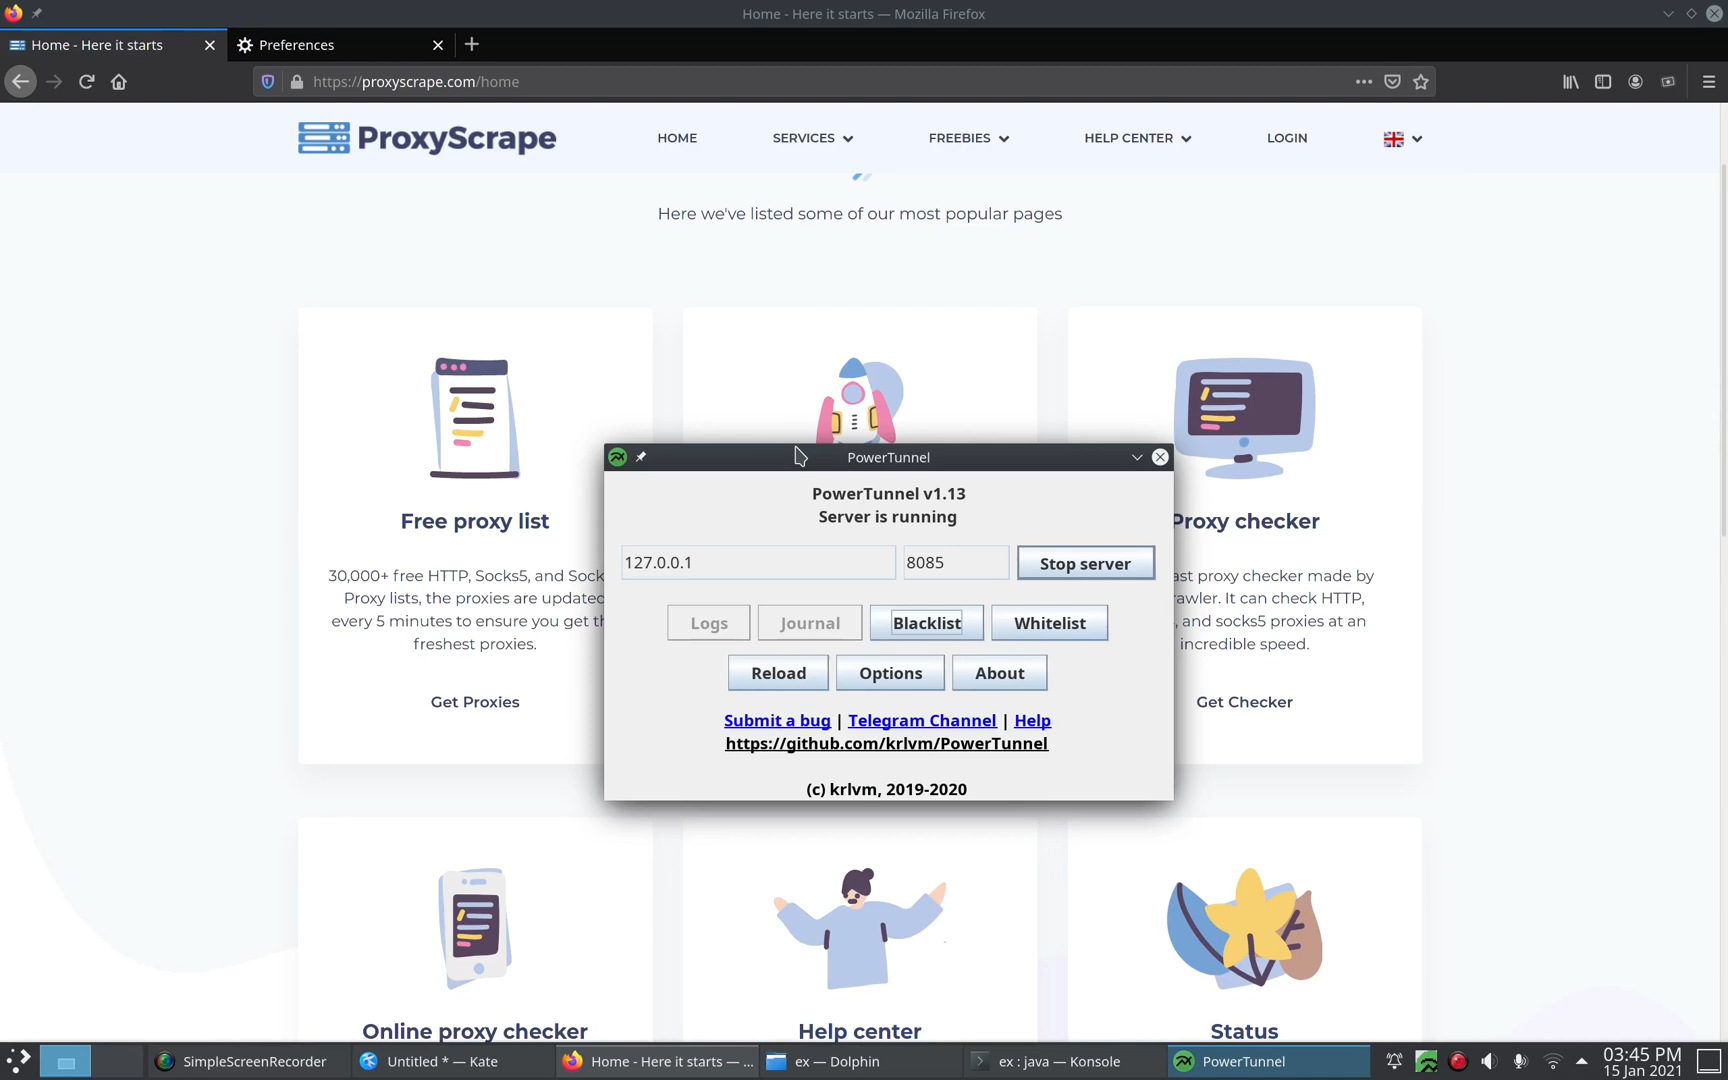 Home - Here it starts — Mozilla Firefox
Home - Here it starts
Preferences
https://proxyscrape.com/home
ProxyScrape
HOME
SERVICES
FREEBIES
HELP CENTER
LOGIN
Here we've listed some of our most popular pages
Free proxy list
30,000+ free HTTP, Socks5, and Sock
Proxy lists, the proxies are update
every 5 minutes to ensure you get th
freshest proxies.
Get Proxies
Proxy checker
ast proxy checker made by
rawler. It can check HTTP,
, and socks5 proxies at an
incredible speed.
Get Checker
PowerTunnel
PowerTunnel v1.13
Server is running
127.0.0.1
8085
Stop server
Logs
Journal
Blacklist
Whitelist
Reload
Options
About
Submit a bug | Telegram Channel | Help
https://github.com/krlvm/PowerTunnel
(c) krlvm, 2019-2020
Online proxy checker
Help center
Status
SimpleScreenRecorder
Untitled * — Kate
Home - Here it starts — ...
ex — Dolphin
ex : java — Konsole
PowerTunnel
03:45 PM
15 Jan 2021